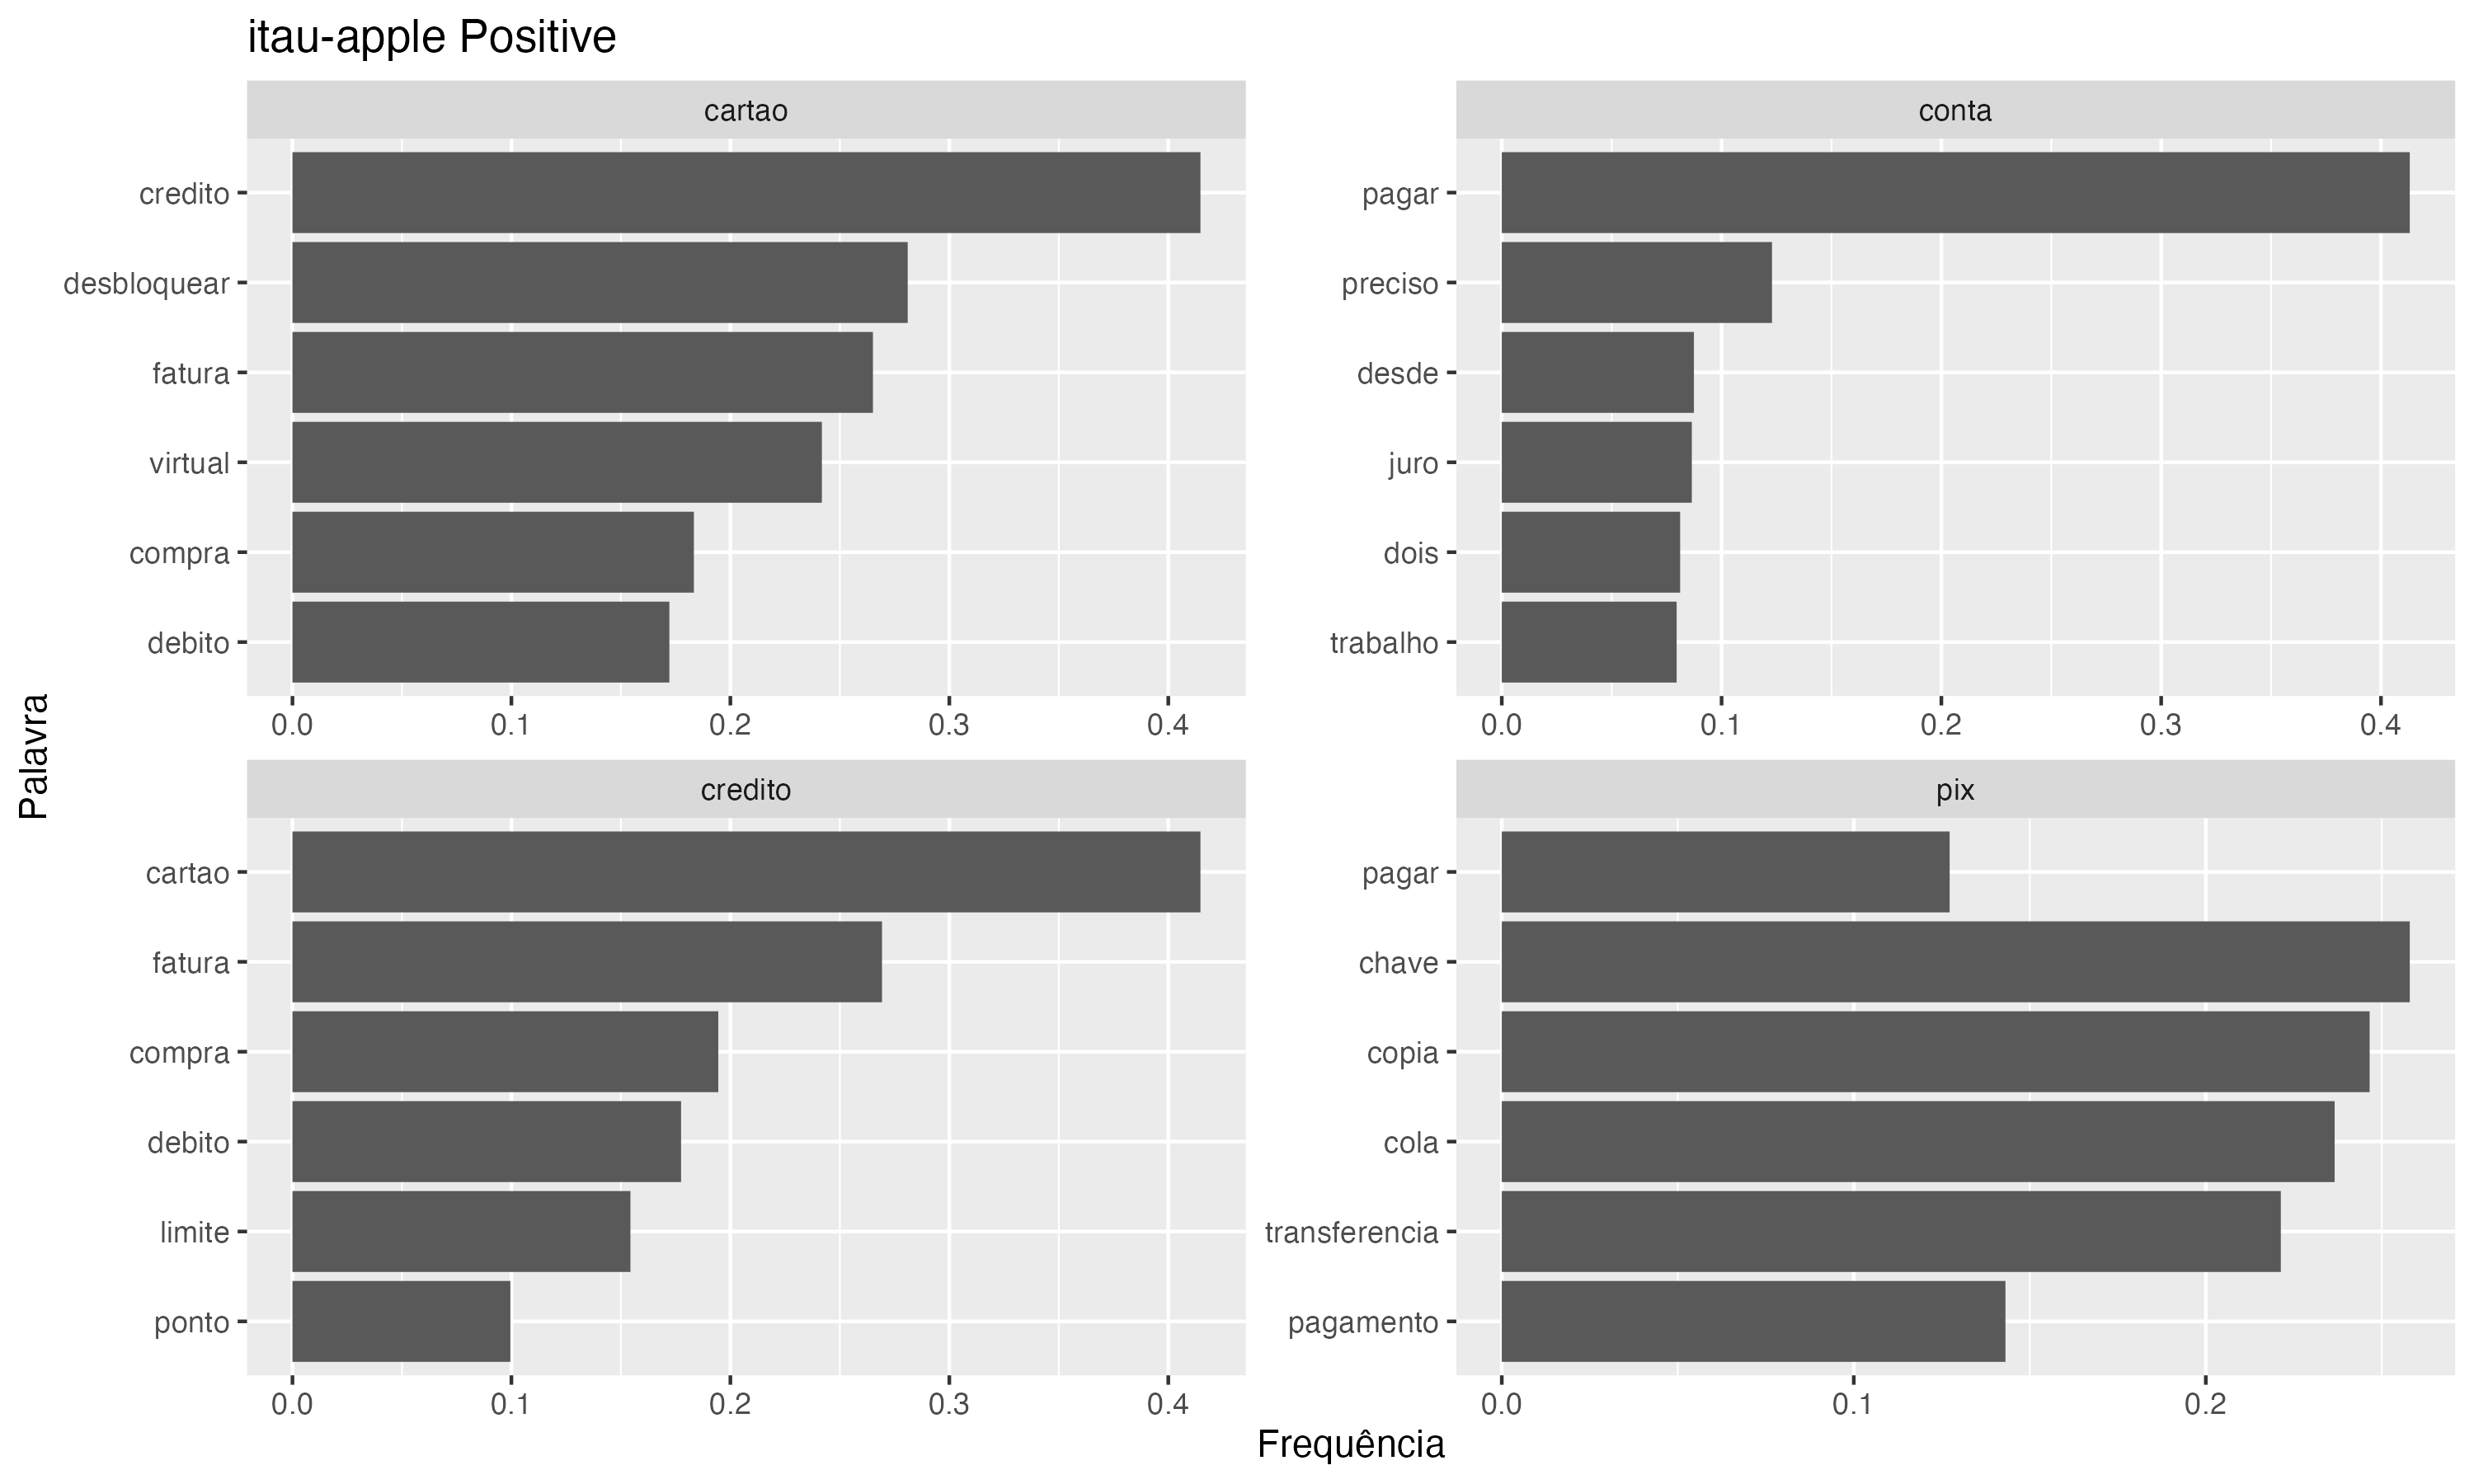 itau-apple Positive
cartao
credito
desbloquear
fatura
virtual
compra
debito
0.0 0.1 0.2 0.3 0.4
conta
pagar
preciso
desde
juro
dois
trabalho
0.0 0.1 0.2 0.3 0.4
credito
cartao
fatura
compra
debito
limite
ponto
0.0 0.1 0.2 0.3 0.4
pix
pagar
chave
copia
cola
transferencia
pagamento
0.0 0.1 0.2
Palavra
Frequência